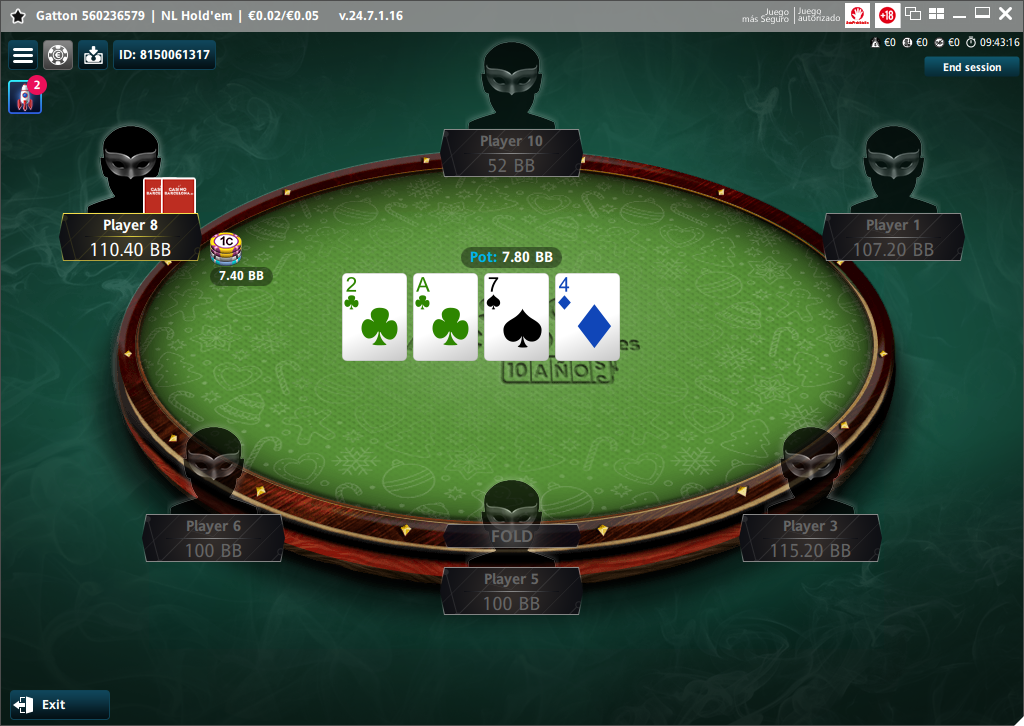 Gatton 560236579 | NL Hold'em | €0.02/€0.05 v.24.7.1.16
Juego más Seguro
Juego autorizado
+18
€0 €0 €0 09:43:16
ID: 8150061317
End session
2
Player 10
52 BB
Player 8
110.40 BB
Player 1
107.20 BB
1C
7.40 BB
Pot: 7.80 BB
2
A
7
4
es
10 AÑOS
Player 6
100 BB
FOLD
Player 5
100 BB
Player 3
115.20 BB
Exit